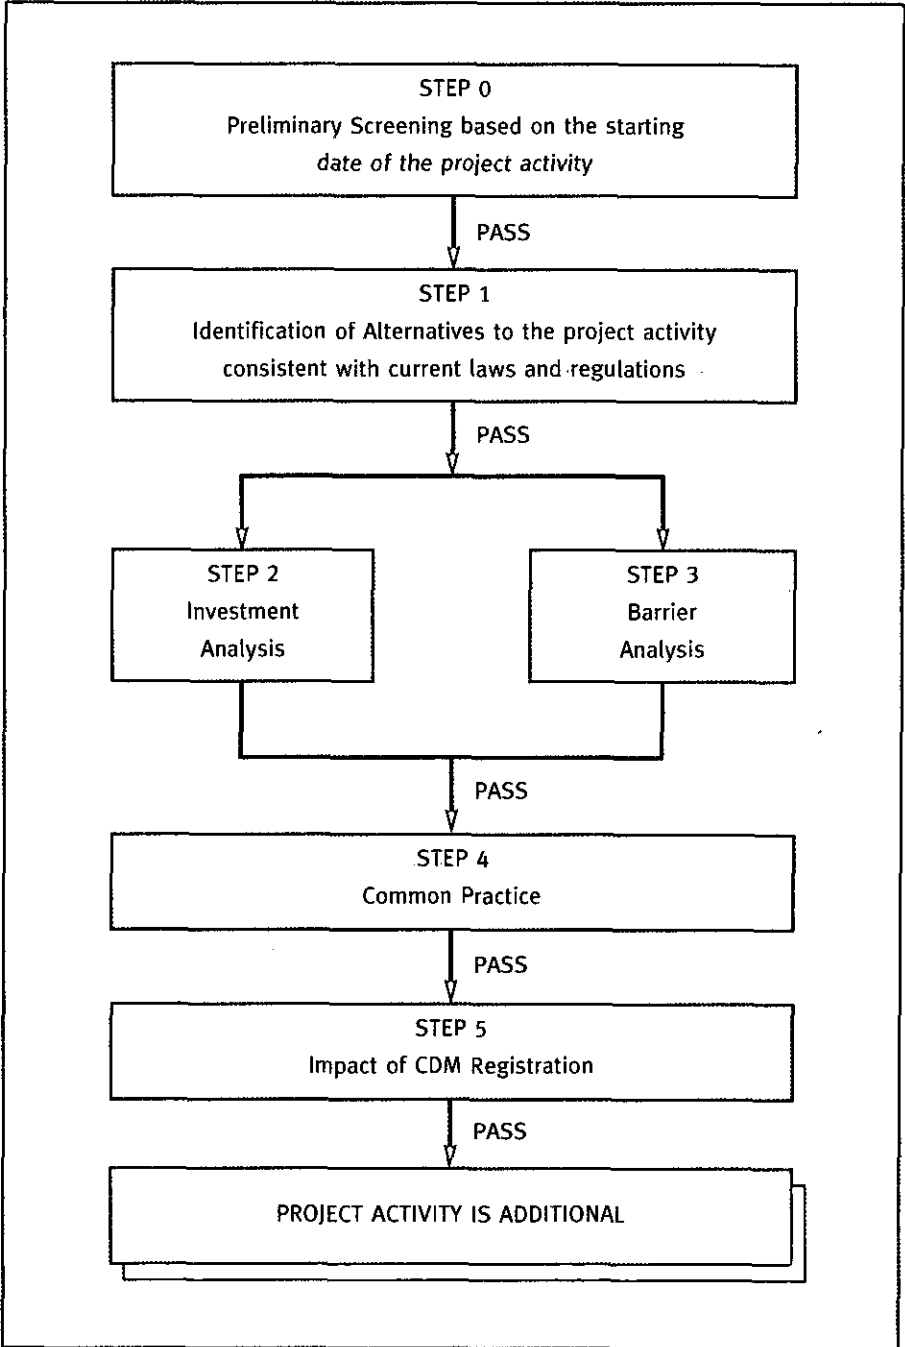 STEP 0
Preliminary Screening based on the starting
date of the project activity
PASS
STEP 1
Identification of Alternatives to the project activity
consistent with current laws and regulations
PASS
STEP 2
Investment
Analysis
STEP 3
Barrier
Analysis
PASS
STEP 4
Common Practice
PASS
STEP 5
Impact of CDM Registration
PASS
PROJECT ACTIVITY IS ADDITIONAL